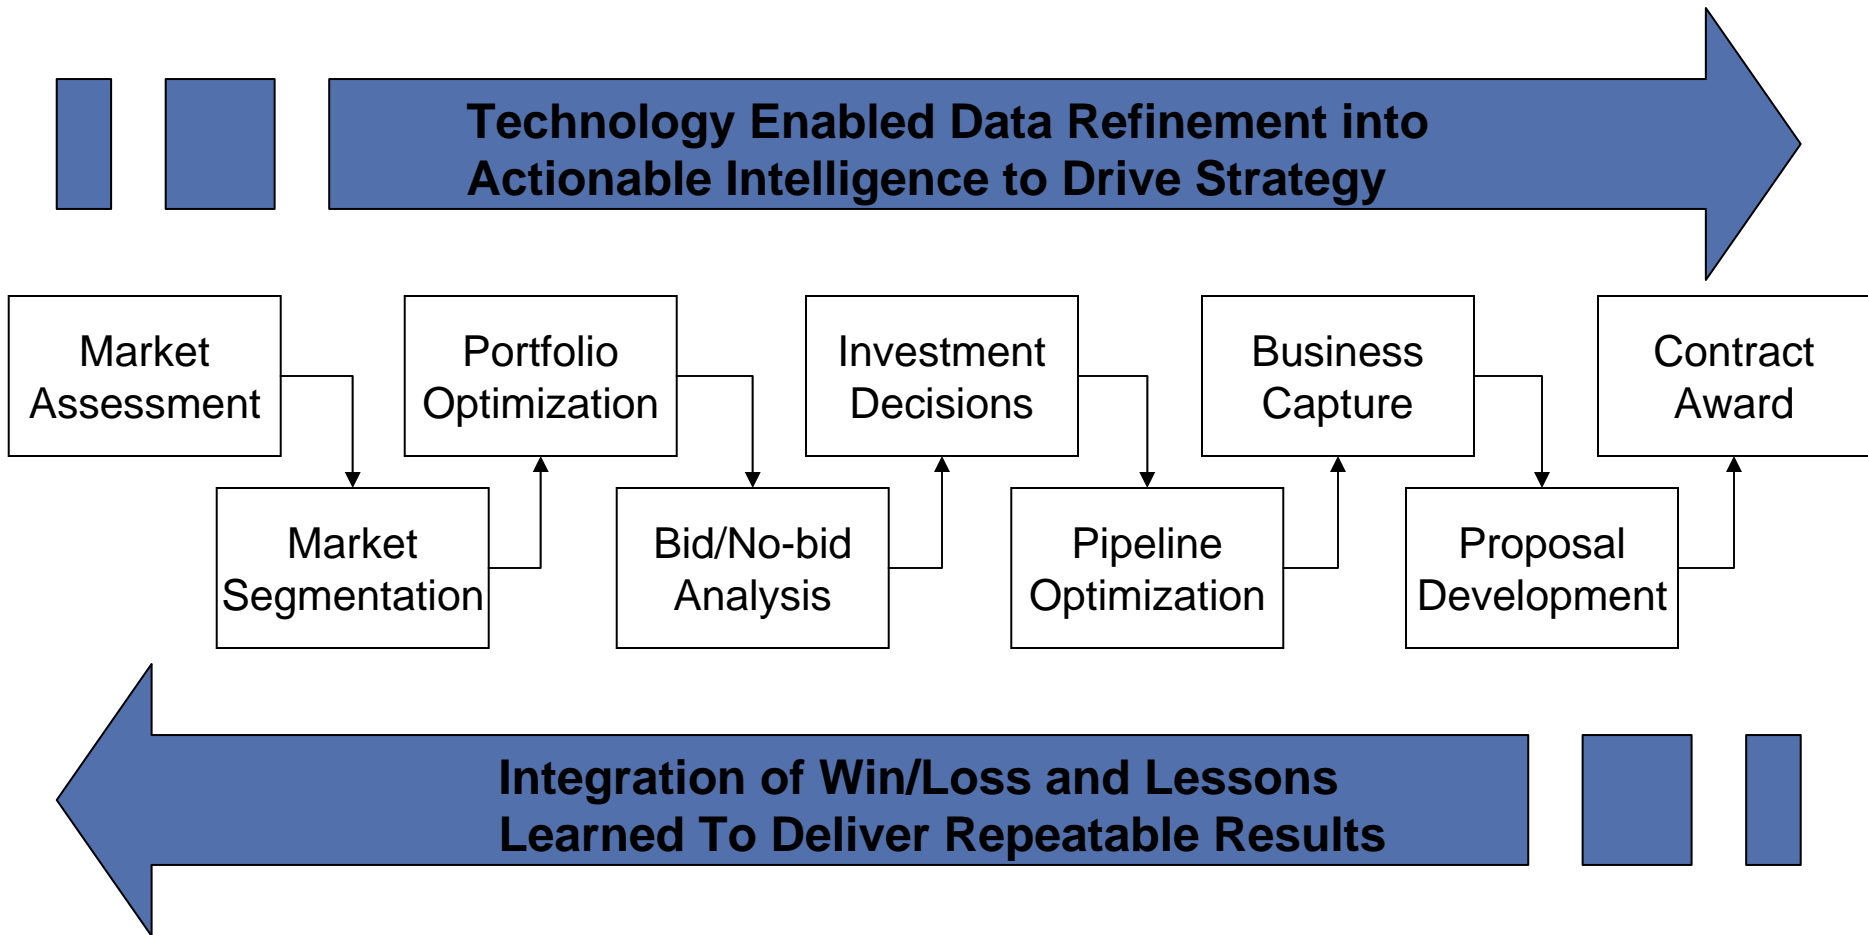 Technology Enabled Data Refinement into
Actionable Intelligence to Drive Strategy
Market
Assessment
Portfolio
Optimization
Investment
Decisions
Business
Capture
Contract
Award
Market
Segmentation
Bid/No-bid
Analysis
Pipeline
Optimization
Proposal
Development
Integration of Win/Loss and Lessons
Learned To Deliver Repeatable Results